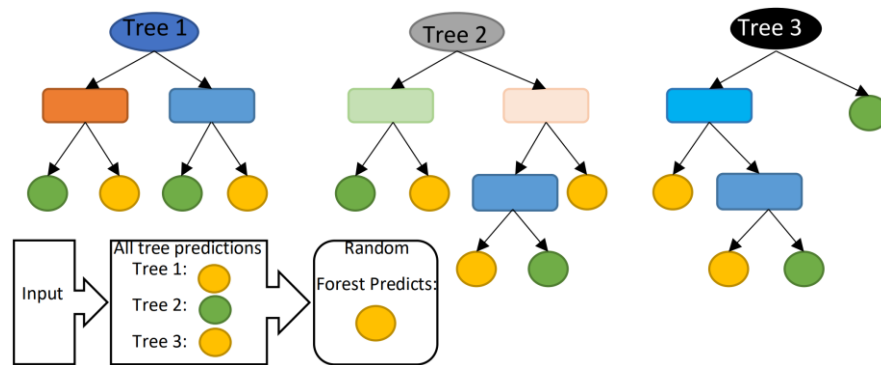 Tree 1
Tree 2
Tree 3
Input
All tree predictions
Tree 1:
Tree 2:
Tree 3:
Random
Forest Predicts: